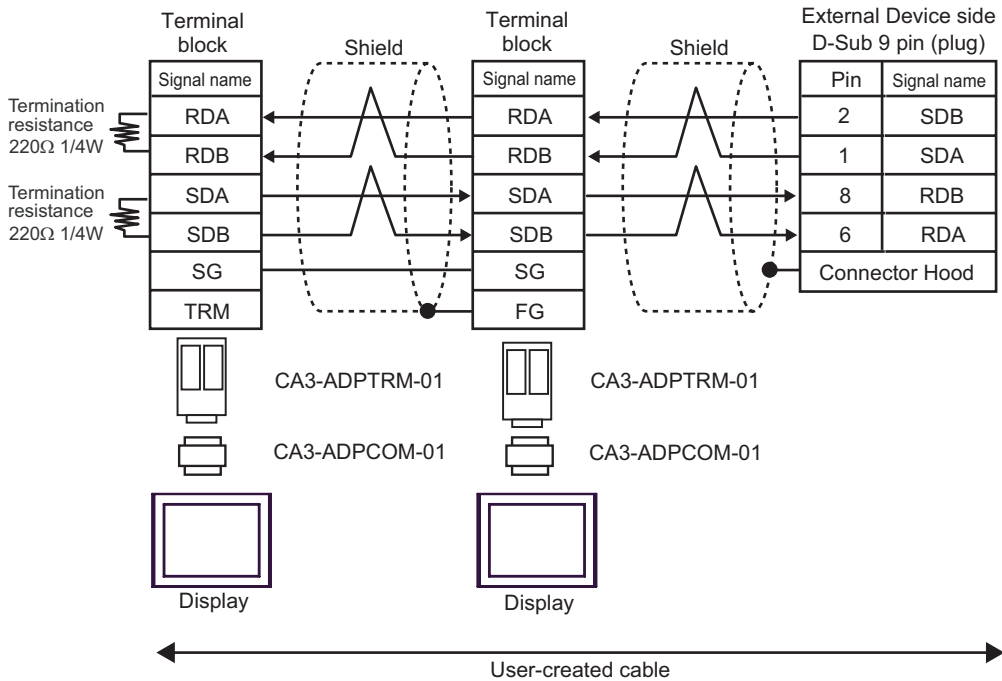 Terminal
block
Shield
Terminal
block
Shield
External Device side
D-Sub 9 pin (plug)
Signal name
Signal name
Pin
Signal name
Termination
resistance
220Ω 1/4W
RDA
RDA
2
SDB
RDB
RDB
1
SDA
Termination
resistance
220Ω 1/4W
SDA
SDA
8
RDB
SDB
SDB
6
RDA
SG
SG
Connector Hood
TRM
FG
CA3-ADPTRM-01
CA3-ADPTRM-01
CA3-ADPCOM-01
CA3-ADPCOM-01
Display
Display
User-created cable